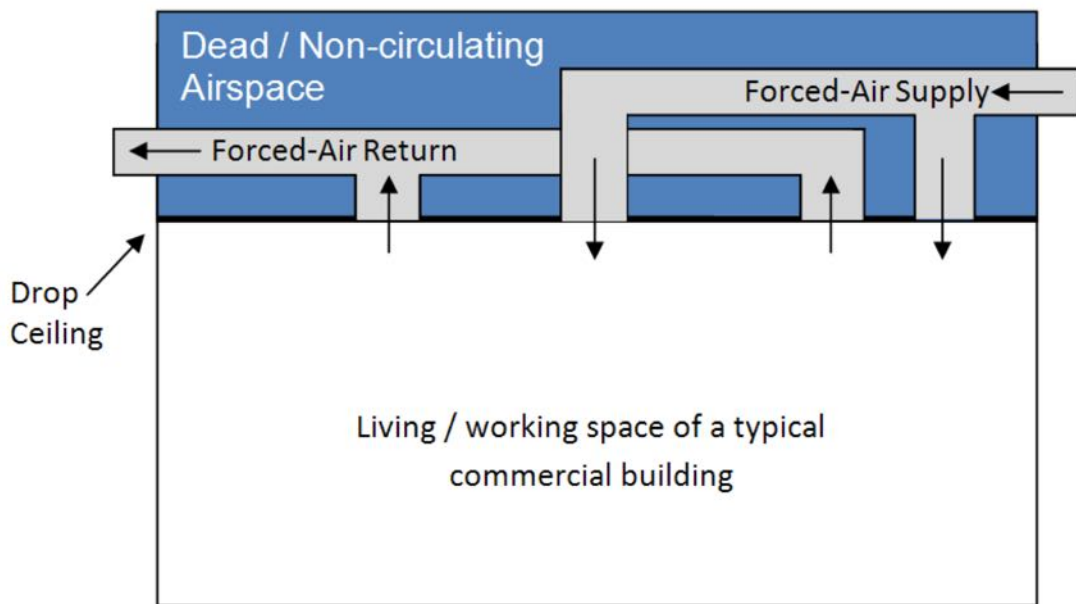 Dead / Non-circulating
Airspace
Forced-Air Supply
Forced-Air Return
Drop
Ceiling
Living / working space of a typical
commercial building